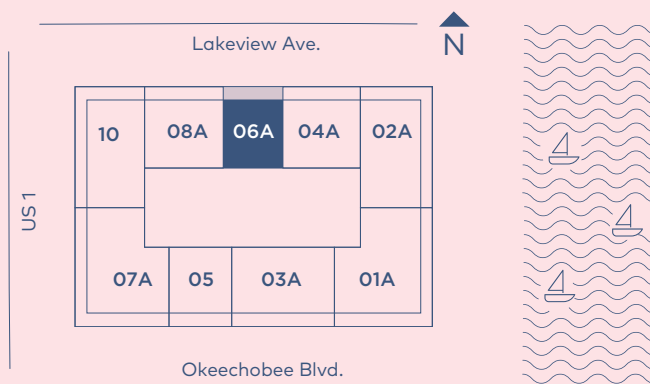 Lakeview Ave.
N
US 1
10
08A
06A
04A
02A
07A
05
03A
01A
Okeechobee Blvd.